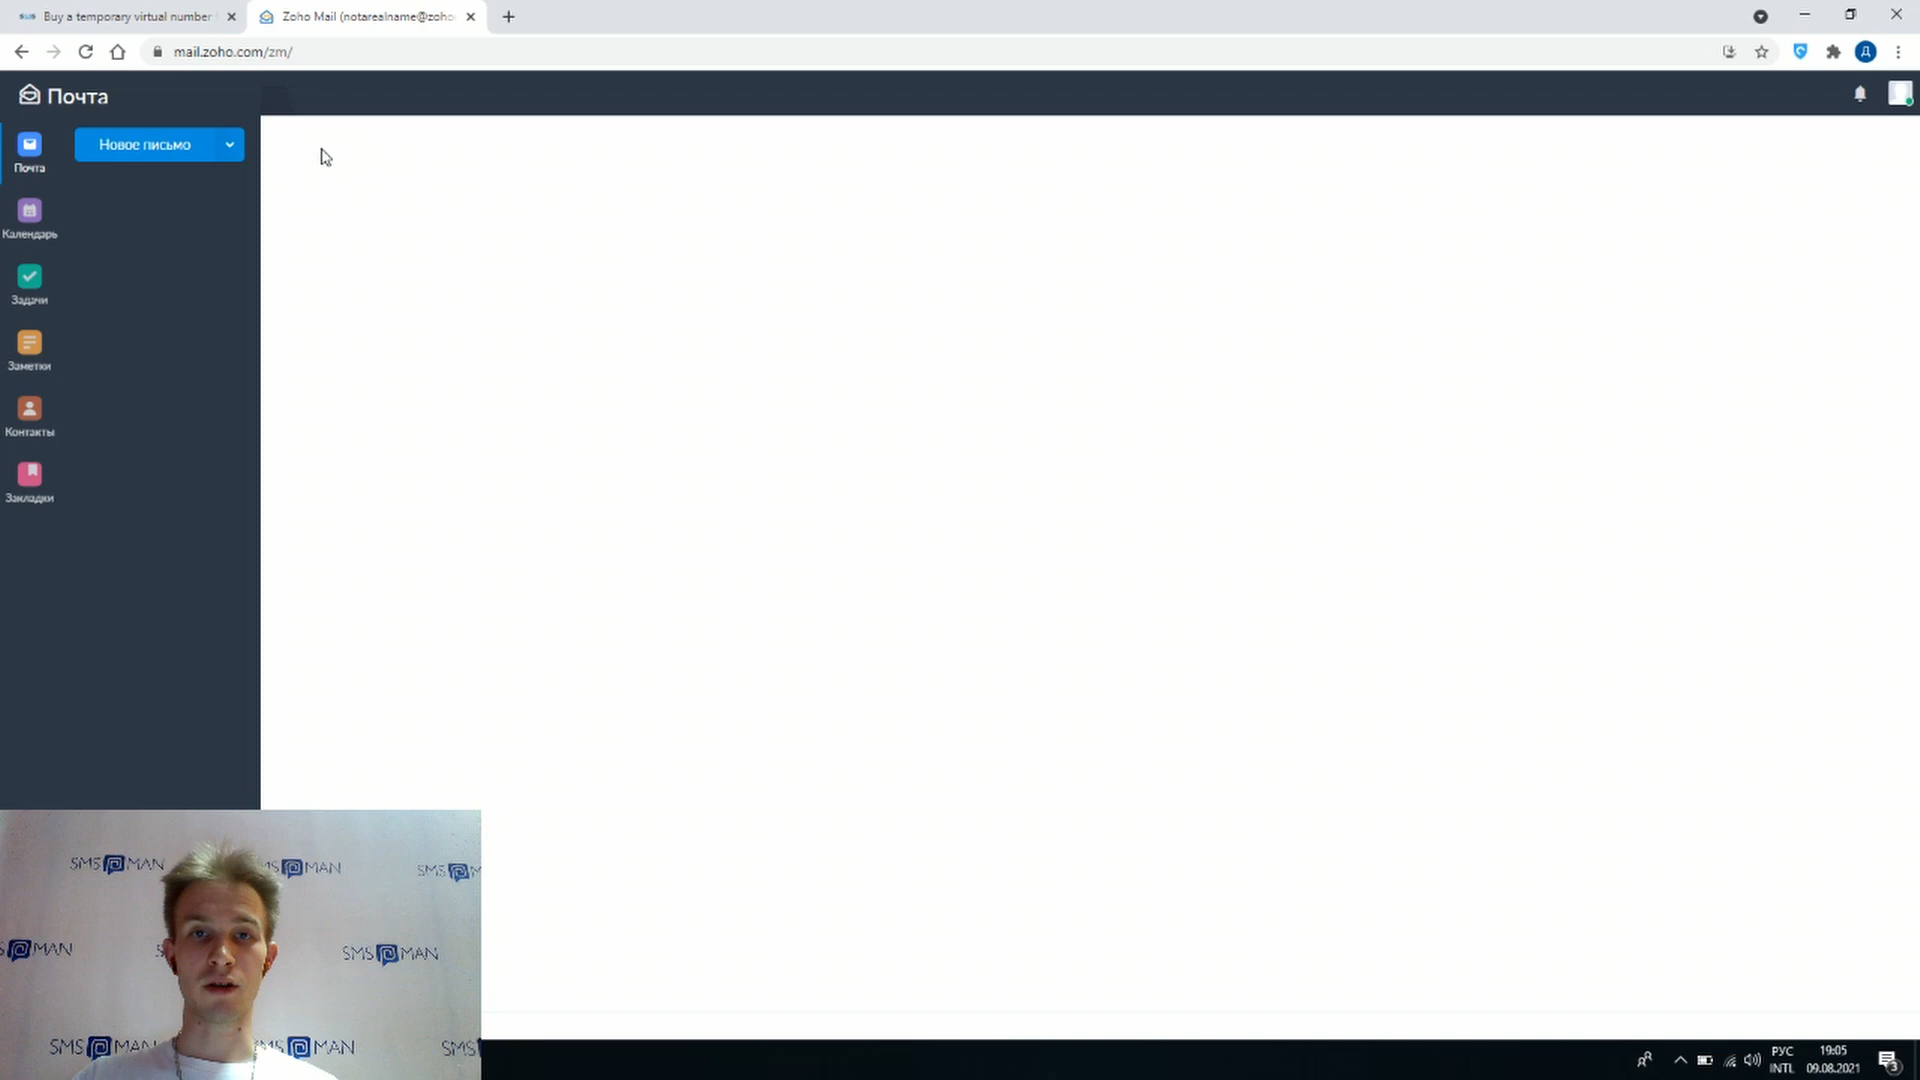 Buy a temporary virtual number
Zoho Mail (notarealname@zoho
mail.zoho.com/zm/
Д
Почта
Новое письмо
Почта
Календарь
Задачи
Заметки
Контакты
Закладки
SMS MAN
MAN
SMS
MAN
SMS MAN
SMS MAN
MAN
SMS
РУС
INTL
19:05
09.08.2021
3